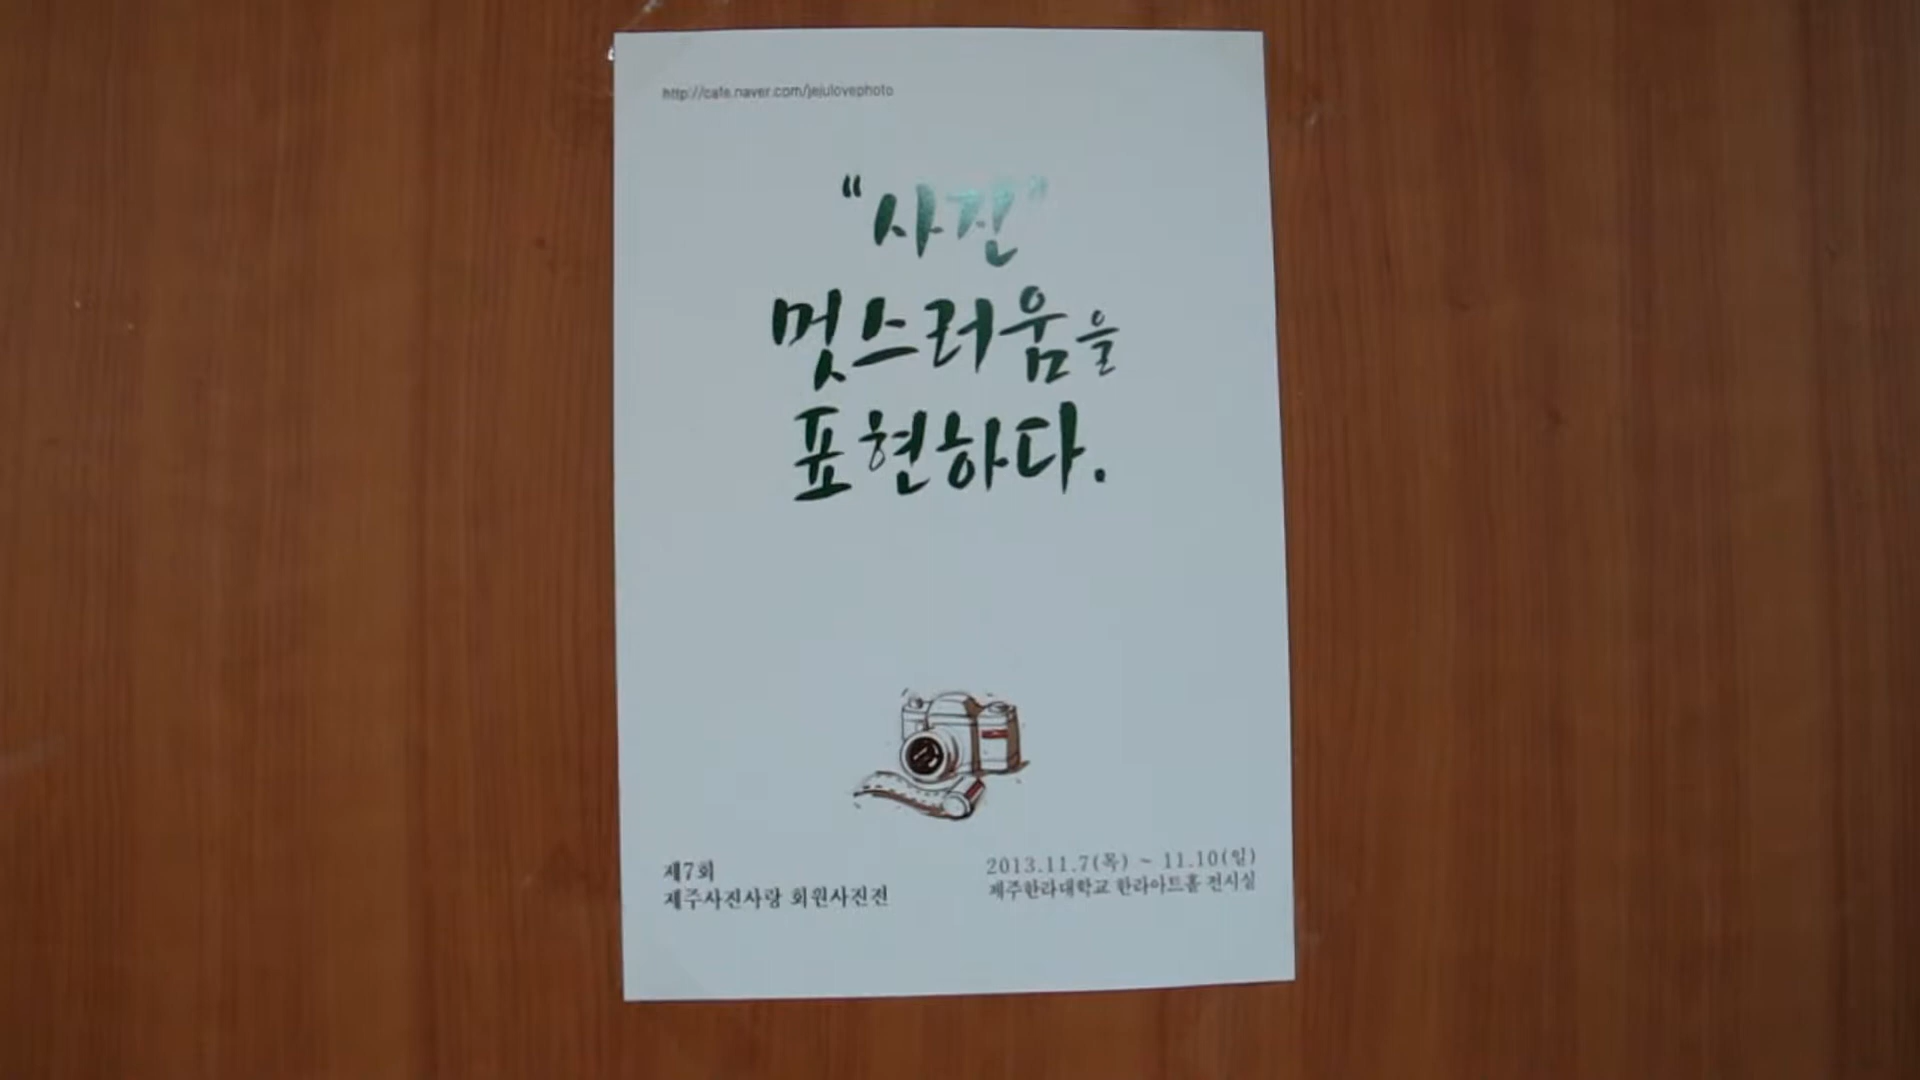 http://cafe.naver.com/jejulovephoto
“사진”
멋스러움을
표현하다.
제7회
제주사진사랑 회원사진전
2013.11.7(목) ~ 11.10(일)
제주한라대학교 한라아트홀 전시실